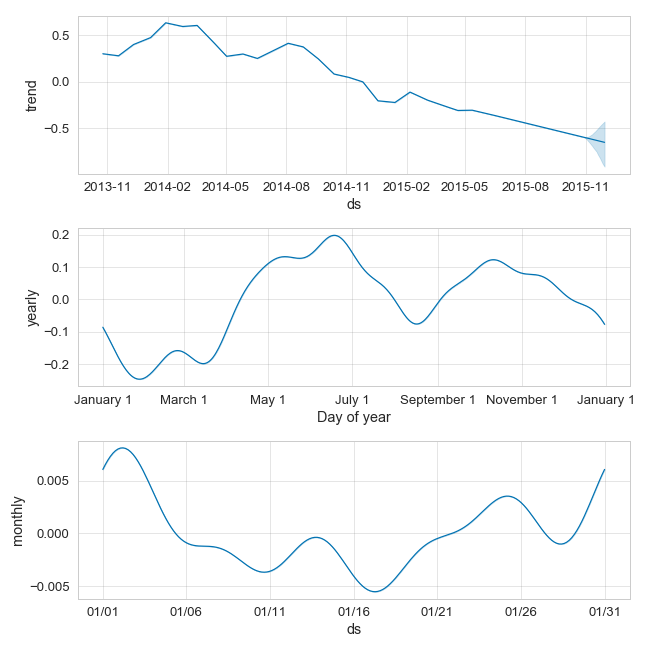 0.5
0.0
−0.5
trend
2013-11 2014-02 2014-05 2014-08 2014-11 2015-02 2015-05 2015-08 2015-11
ds
0.2
0.1
0.0
−0.1
−0.2
yearly
January 1 March 1 May 1 July 1 September 1 November 1 January 1
Day of year
0.005
0.000
−0.005
monthly
01/01 01/06 01/11 01/16 01/21 01/26 01/31
ds